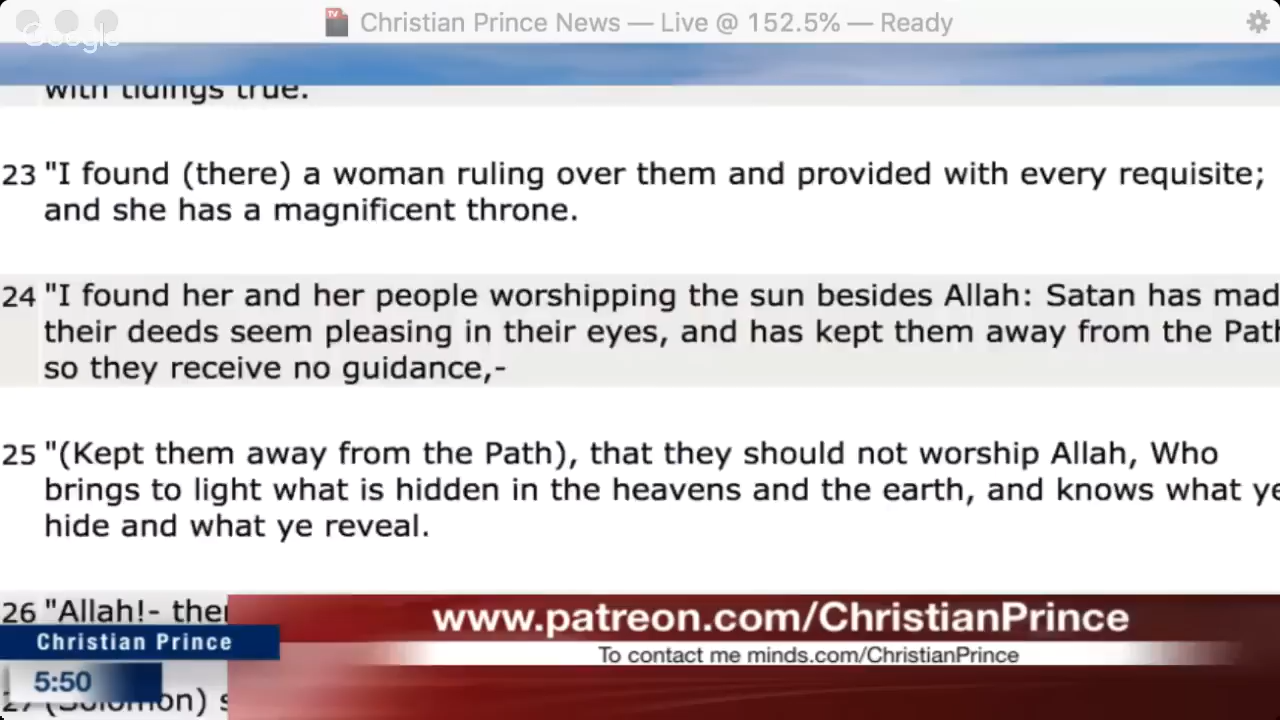 Google
TV
Christian Prince News — Live @ 152.5% — Ready
with tidings true.
23 "I found (there) a woman ruling over them and provided with every requisite;
and she has a magnificent throne.
24 "I found her and her people worshipping the sun besides Allah: Satan has mad
their deeds seem pleasing in their eyes, and has kept them away from the Path
so they receive no guidance,-
25 "(Kept them away from the Path), that they should not worship Allah, Who
brings to light what is hidden in the heavens and the earth, and knows what ye
hide and what ye reveal.
26 "Allah!- ther
www.patreon.com/ChristianPrince
Christian Prince
To contact me minds.com/ChristianPrince
5:50
27 (Solomon) s